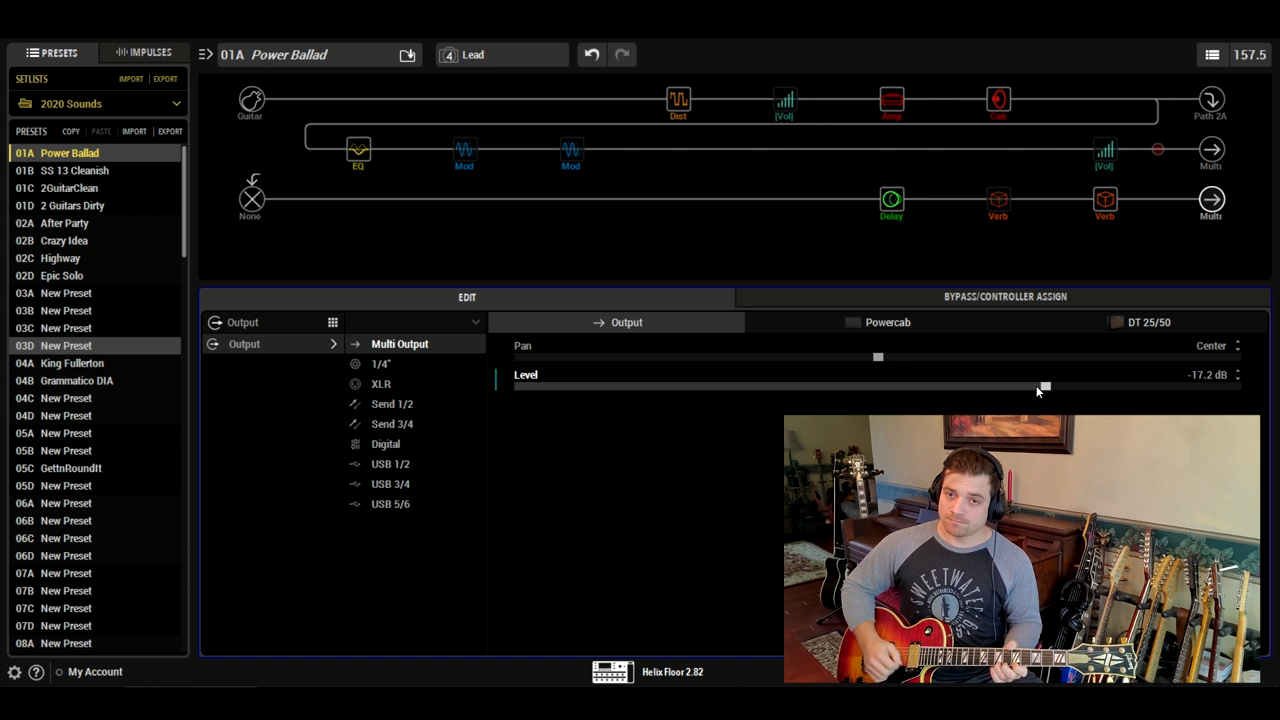 PRESETS
IMPULSES
01A Power Ballad
4 Lead
157.5
SETLISTS
IMPORT | EXPORT
2020 Sounds
PRESETS COPY PASTE IMPORT EXPORT
01A Power Ballad
01B SS 13 Cleanish
01C 2GuitarClean
01D 2 Guitars Dirty
02A After Party
02B Crazy Idea
02C Highway
02D Epic Solo
03A New Preset
03B New Preset
03C New Preset
03D New Preset
04A King Fullerton
04B Grammatico DIA
04C New Preset
04D New Preset
05A New Preset
05B New Preset
05C GettnRoundIt
05D New Preset
06A New Preset
06B New Preset
06C New Preset
06D New Preset
07A New Preset
07B New Preset
07C New Preset
07D New Preset
08A New Preset
Guitar
Dist
[Vol]
Amp
Cab
Path 2A
EQ
Mod
Mod
[Vol]
Multi
None
Delay
Verb
Verb
Multi
EDIT
BYPASS/CONTROLLER ASSIGN
Output
Output
Multi Output
1/4"
XLR
Send 1/2
Send 3/4
Digital
USB 1/2
USB 3/4
USB 5/6
Output
Powercab
DT 25/50
Pan
Center
Level
-17.2 dB
SWEETWATER
My Account
Helix Floor 2.82